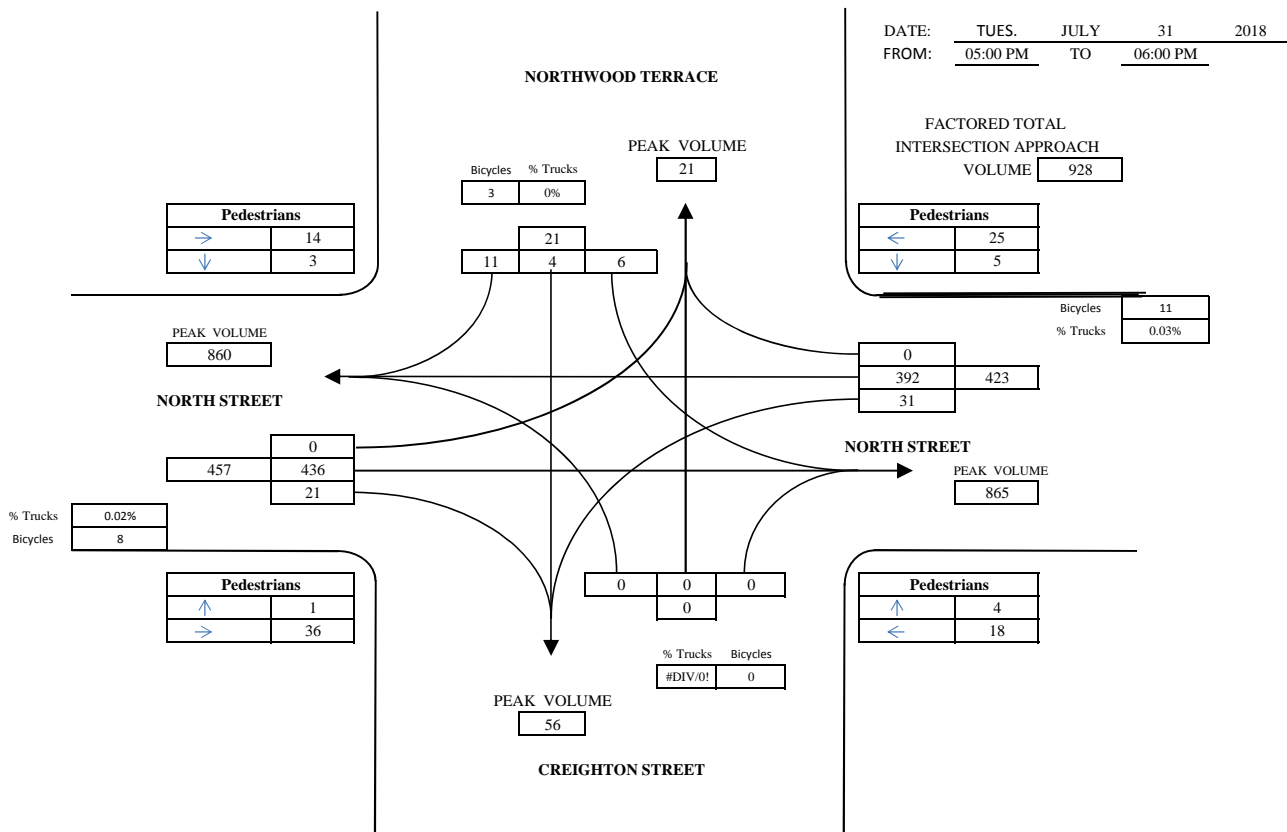 DATE: TUES. JULY 31 2018
FROM: 05:00 PM TO 06:00 PM
NORTHWOOD TERRACE
FACTORED TOTAL
INTERSECTION APPROACH
VOLUME 928
PEAK VOLUME
21
Bicycles % Trucks
3 0%
Pedestrians
→ 14
↓ 3
21
11 4 6
Pedestrians
← 25
↓ 5
Bicycles 11
% Trucks 0.03%
PEAK VOLUME
860
NORTH STREET
0
392 423
31
0
457 436
21
NORTH STREET
PEAK VOLUME
865
% Trucks 0.02%
Bicycles 8
Pedestrians
↑ 1
→ 36
0 0 0
0
Pedestrians
↑ 4
← 18
% Trucks Bicycles
#DIV/0! 0
PEAK VOLUME
56
CREIGHTON STREET